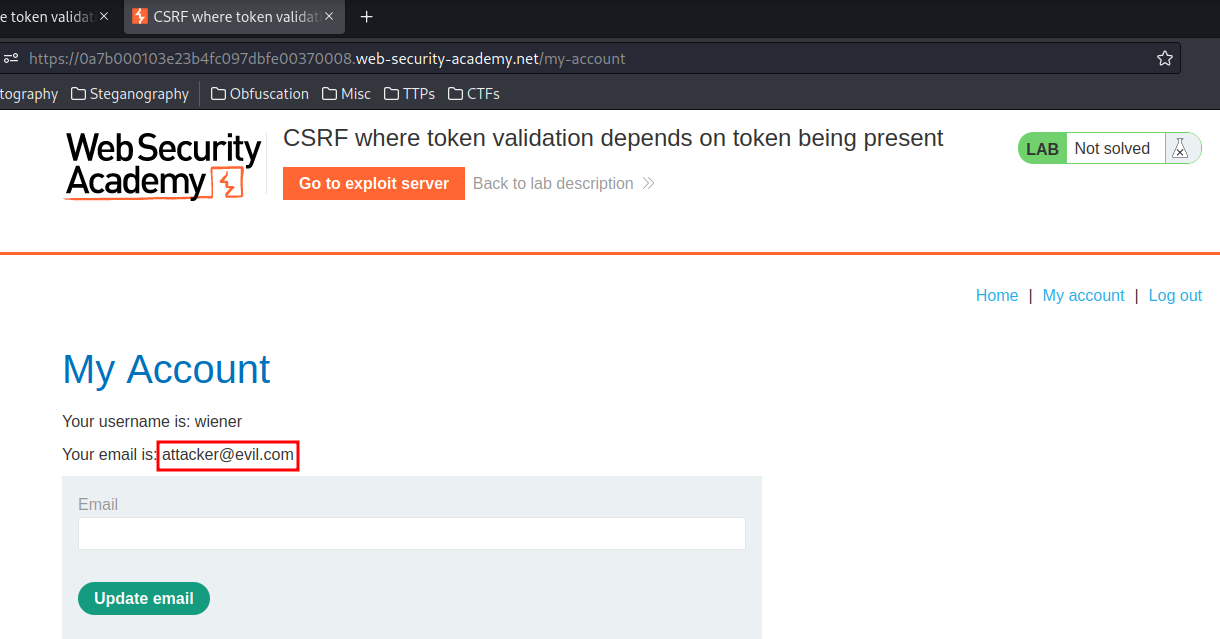 e token validat × CSRF where token validat × +
https://0a7b000103e23b4fc097dbfe00370008.web-security-academy.net/my-account
tography Steganography Obfuscation Misc TTPs CTFs
WebSecurity
Academy
CSRF where token validation depends on token being present
LAB Not solved
Go to exploit server Back to lab description
Home | My account | Log out
My Account
Your username is: wiener
Your email is: attacker@evil.com
Email
Update email